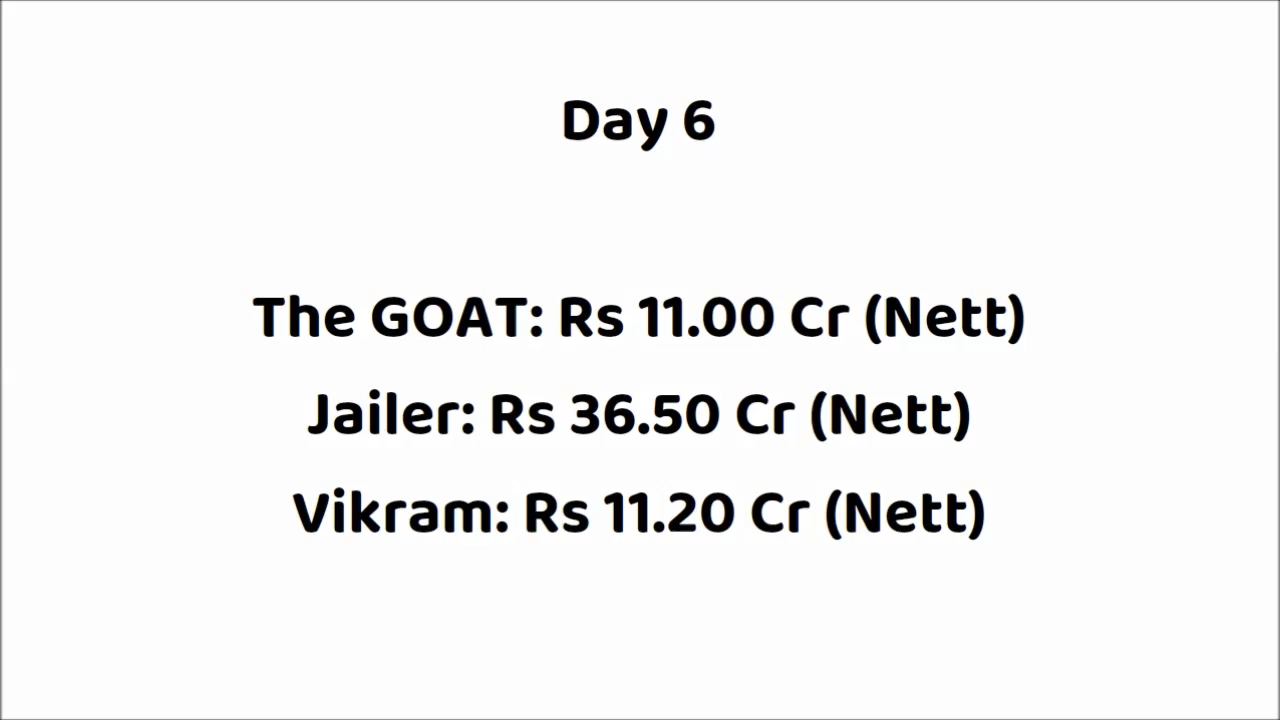 Day 6
The GOAT: Rs 11.00 Cr (Nett)
Jailer: Rs 36.50 Cr (Nett)
Vikram: Rs 11.20 Cr (Nett)